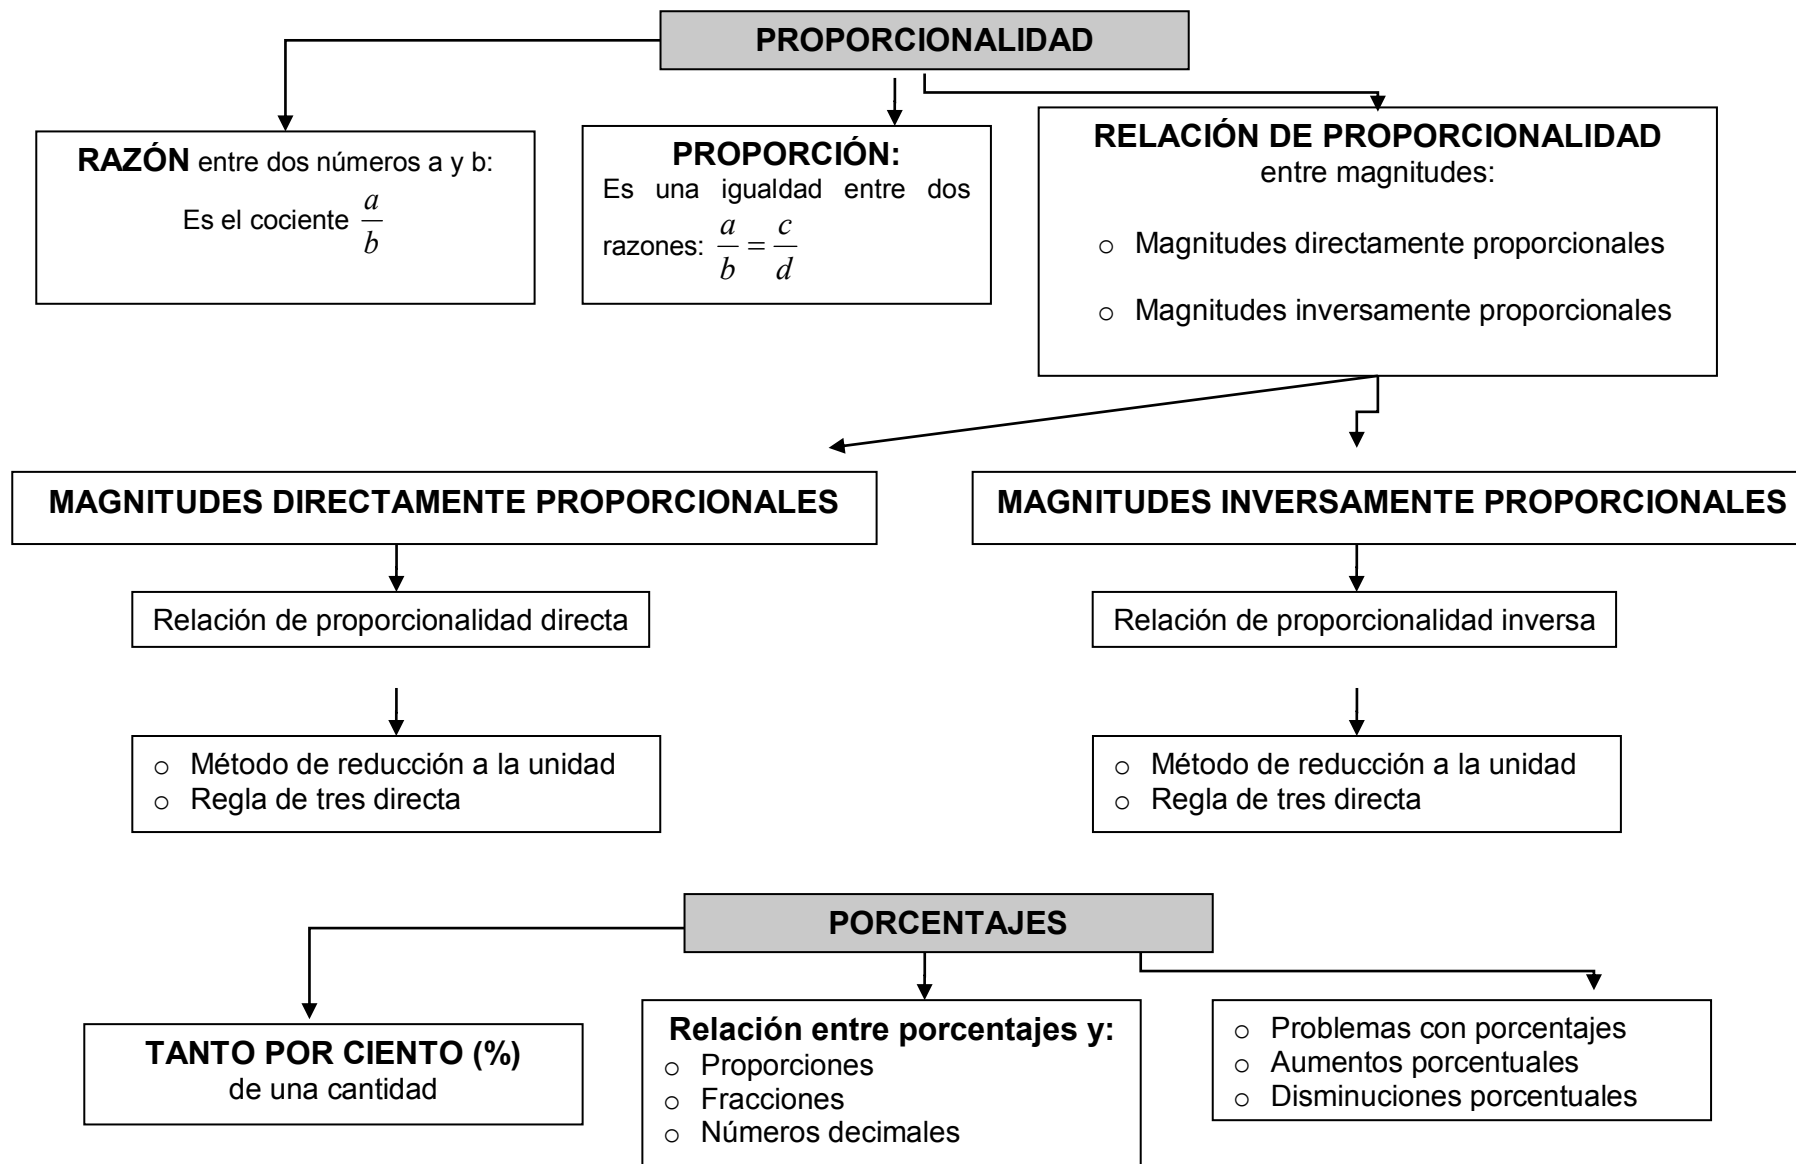 PROPORCIONALIDAD
RAZÓN entre dos números a y b:
Es el cociente a/b
PROPORCIÓN:
Es una igualdad entre dos
razones: a/b = c/d
RELACIÓN DE PROPORCIONALIDAD
entre magnitudes:
o Magnitudes directamente proporcionales
o Magnitudes inversamente proporcionales
MAGNITUDES DIRECTAMENTE PROPORCIONALES
MAGNITUDES INVERSAMENTE PROPORCIONALES
Relación de proporcionalidad directa
Relación de proporcionalidad inversa
o Método de reducción a la unidad
o Regla de tres directa
o Método de reducción a la unidad
o Regla de tres directa
PORCENTAJES
TANTO POR CIENTO (%)
de una cantidad
Relación entre porcentajes y:
o Proporciones
o Fracciones
o Números decimales
o Problemas con porcentajes
o Aumentos porcentuales
o Disminuciones porcentuales